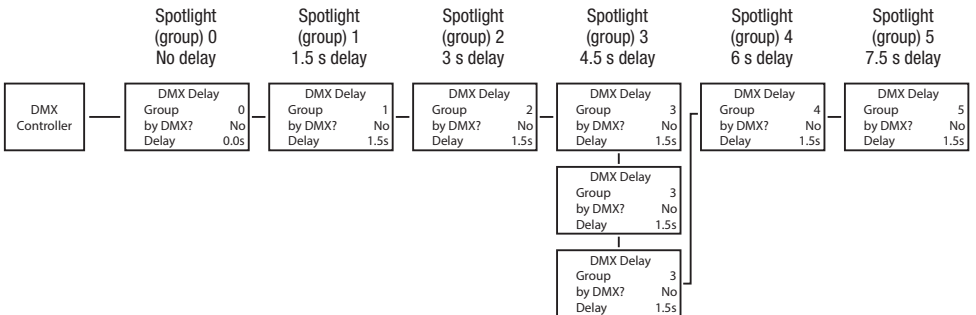 Spotlight
(group) 0
No delay
Spotlight
(group) 1
1.5 s delay
Spotlight
(group) 2
3 s delay
Spotlight
(group) 3
4.5 s delay
Spotlight
(group) 4
6 s delay
Spotlight
(group) 5
7.5 s delay
DMX
Controller
DMX Delay
Group 0
by DMX? No
Delay 0.0s
DMX Delay
Group 1
by DMX? No
Delay 1.5s
DMX Delay
Group 2
by DMX? No
Delay 1.5s
DMX Delay
Group 3
by DMX? No
Delay 1.5s
DMX Delay
Group 3
by DMX? No
Delay 1.5s
DMX Delay
Group 3
by DMX? No
Delay 1.5s
DMX Delay
Group 4
by DMX? No
Delay 1.5s
DMX Delay
Group 5
by DMX? No
Delay 1.5s